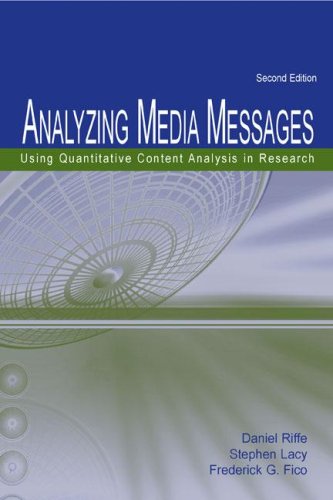 Second Edition
ANALYZING MEDIA MESSAGES
Using Quantitative Content Analysis in Research
Daniel Riffe
Stephen Lacy
Frederick G. Fico